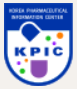 KOREA PHARMACEUTICAL
INFORMATION CENTER
KPIC